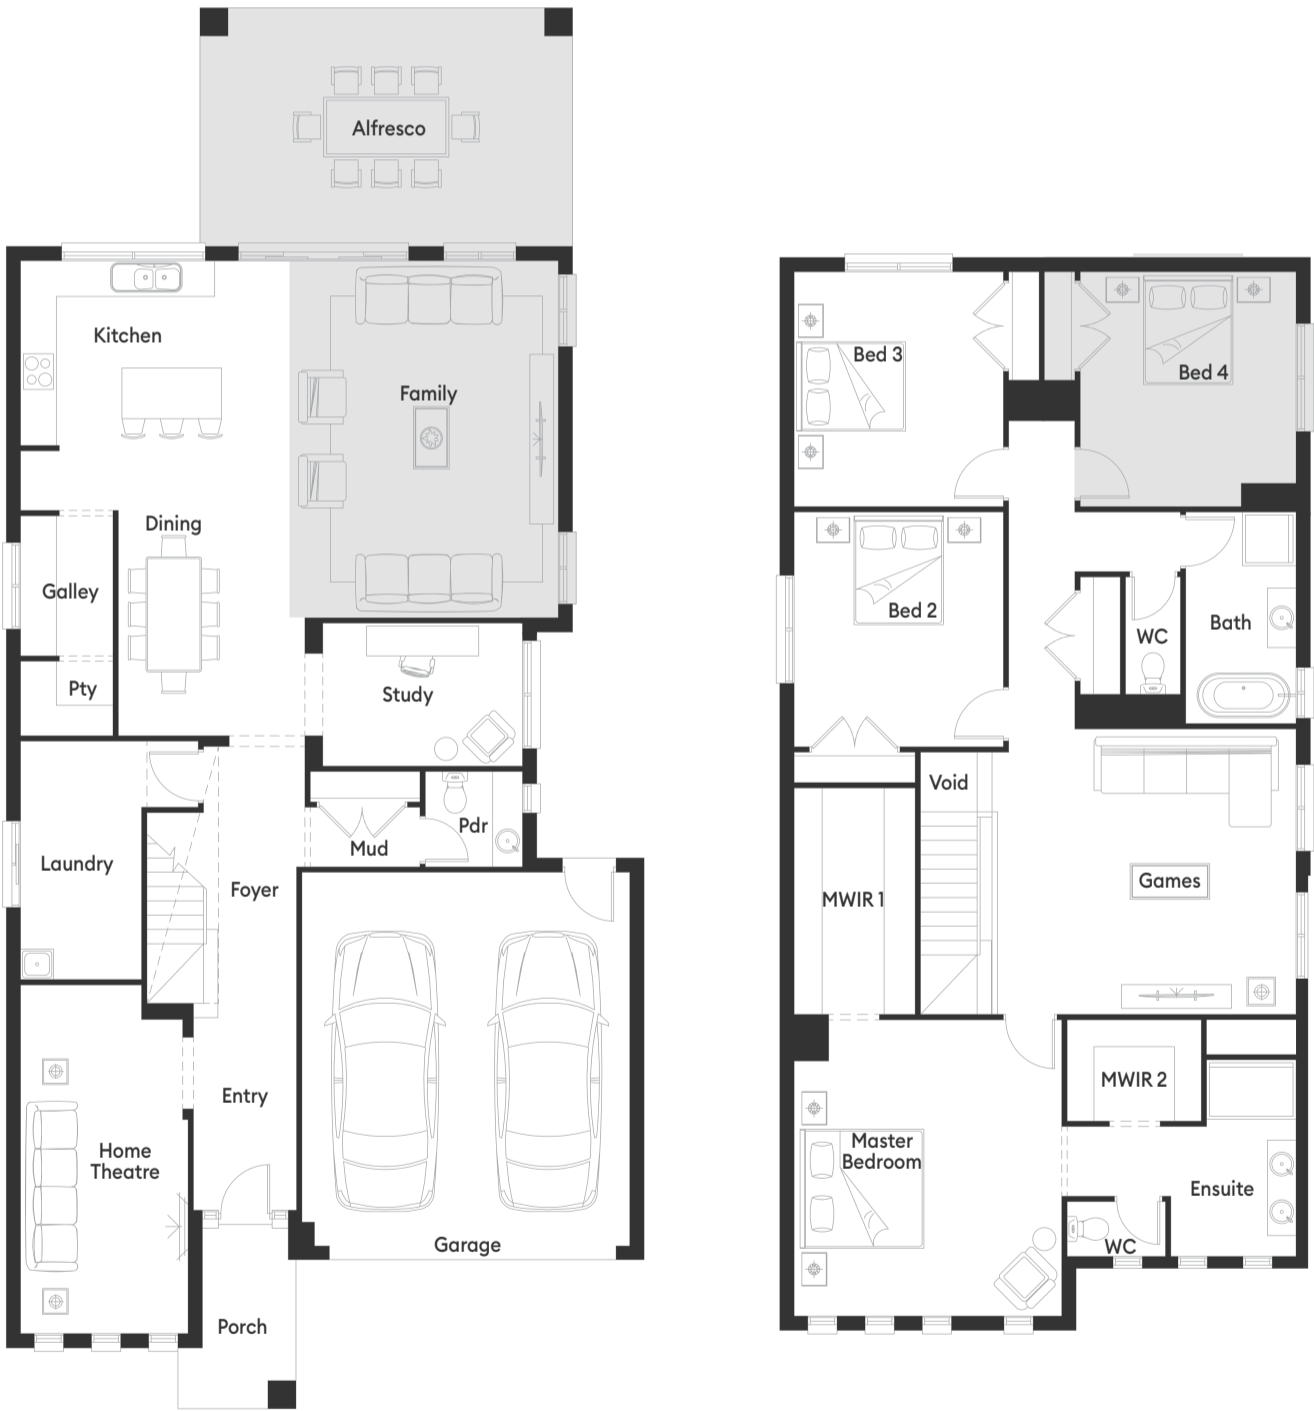 Alfresco
Kitchen
Family
Dining
Galley
Pty
Study
Pdr
Mud
Laundry
Foyer
Entry
Home
Theatre
Garage
Porch
Bed 3
Bed 4
Bed 2
WC
Bath
Void
MWIR 1
Games
MWIR 2
Master
Bedroom
Ensuite
WC